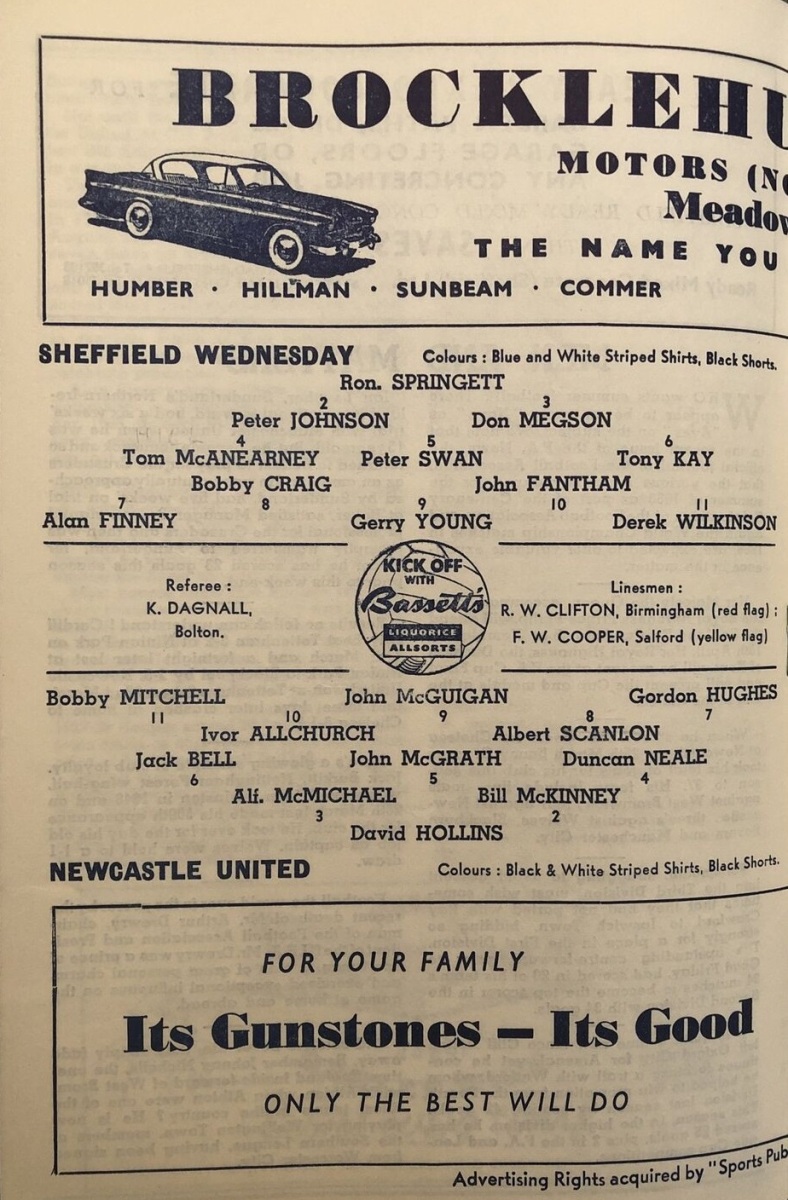 BROCKLEHU
MOTORS (N
Meadow
THE NAME YOU
HUMBER · HILLMAN · SUNBEAM · COMMER
SHEFFIELD WEDNESDAY Colours : Blue and White Striped Shirts, Black Shorts.
Ron. SPRINGETT
2 3
Peter JOHNSON Don MEGSON
4 5 6
Tom McANEARNEY Peter SWAN Tony KAY
Bobby CRAIG John FANTHAM
7 8 9 10 11
Alan FINNEY Gerry YOUNG Derek WILKINSON
Referee :
K. DAGNALL,
Bolton.
KICK OFF
WITH
Bassett's
LIQUORICE
ALLSORTS
Linesmen :
R. W. CLIFTON, Birmingham (red flag) ;
F. W. COOPER, Salford (yellow flag)
Bobby MITCHELL John McGUIGAN Gordon HUGHES
11 10 9 8 7
Ivor ALLCHURCH Albert SCANLON
Jack BELL John McGRATH Duncan NEALE
6 5 4
Alf. McMICHAEL Bill McKINNEY
3 2
David HOLLINS
NEWCASTLE UNITED Colours : Black & White Striped Shirts, Black Shorts.
FOR YOUR FAMILY
Its Gunstones — Its Good
ONLY THE BEST WILL DO
Advertising Rights acquired by "Sports Pub